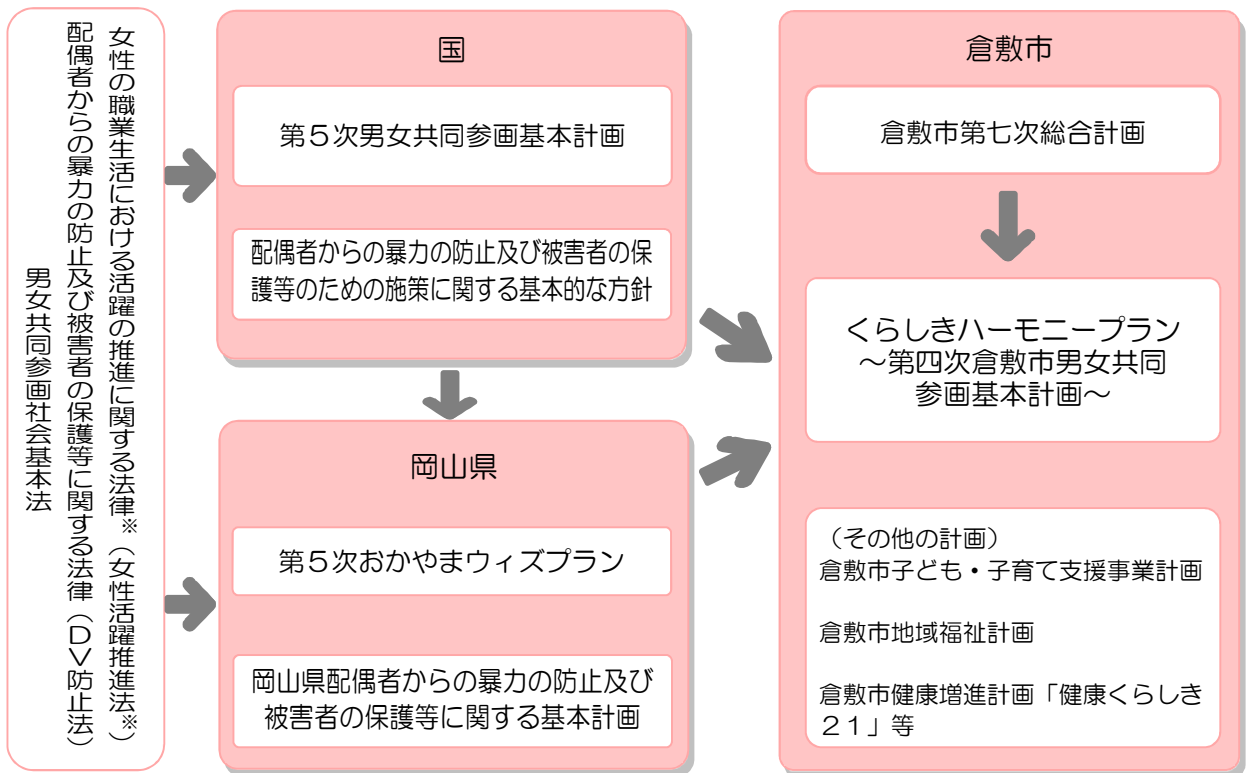 女性の職業生活における活躍の推進に関する法律※（女性活躍推進法※）
配偶者からの暴力の防止及び被害者の保護等に関する法律（ＤＶ防止法）
男女共同参画社会基本法
国
第５次男女共同参画基本計画
配偶者からの暴力の防止及び被害者の保
護等のための施策に関する基本的な方針
岡山県
第５次おかやまウィズプラン
岡山県配偶者からの暴力の防止及び
被害者の保護等に関する基本計画
倉敷市
倉敷市第七次総合計画
くらしきハーモニープラン
～第四次倉敷市男女共同
参画基本計画～
（その他の計画）
倉敷市子ども・子育て支援事業計画
倉敷市地域福祉計画
倉敷市健康増進計画「健康くらしき
２１」等